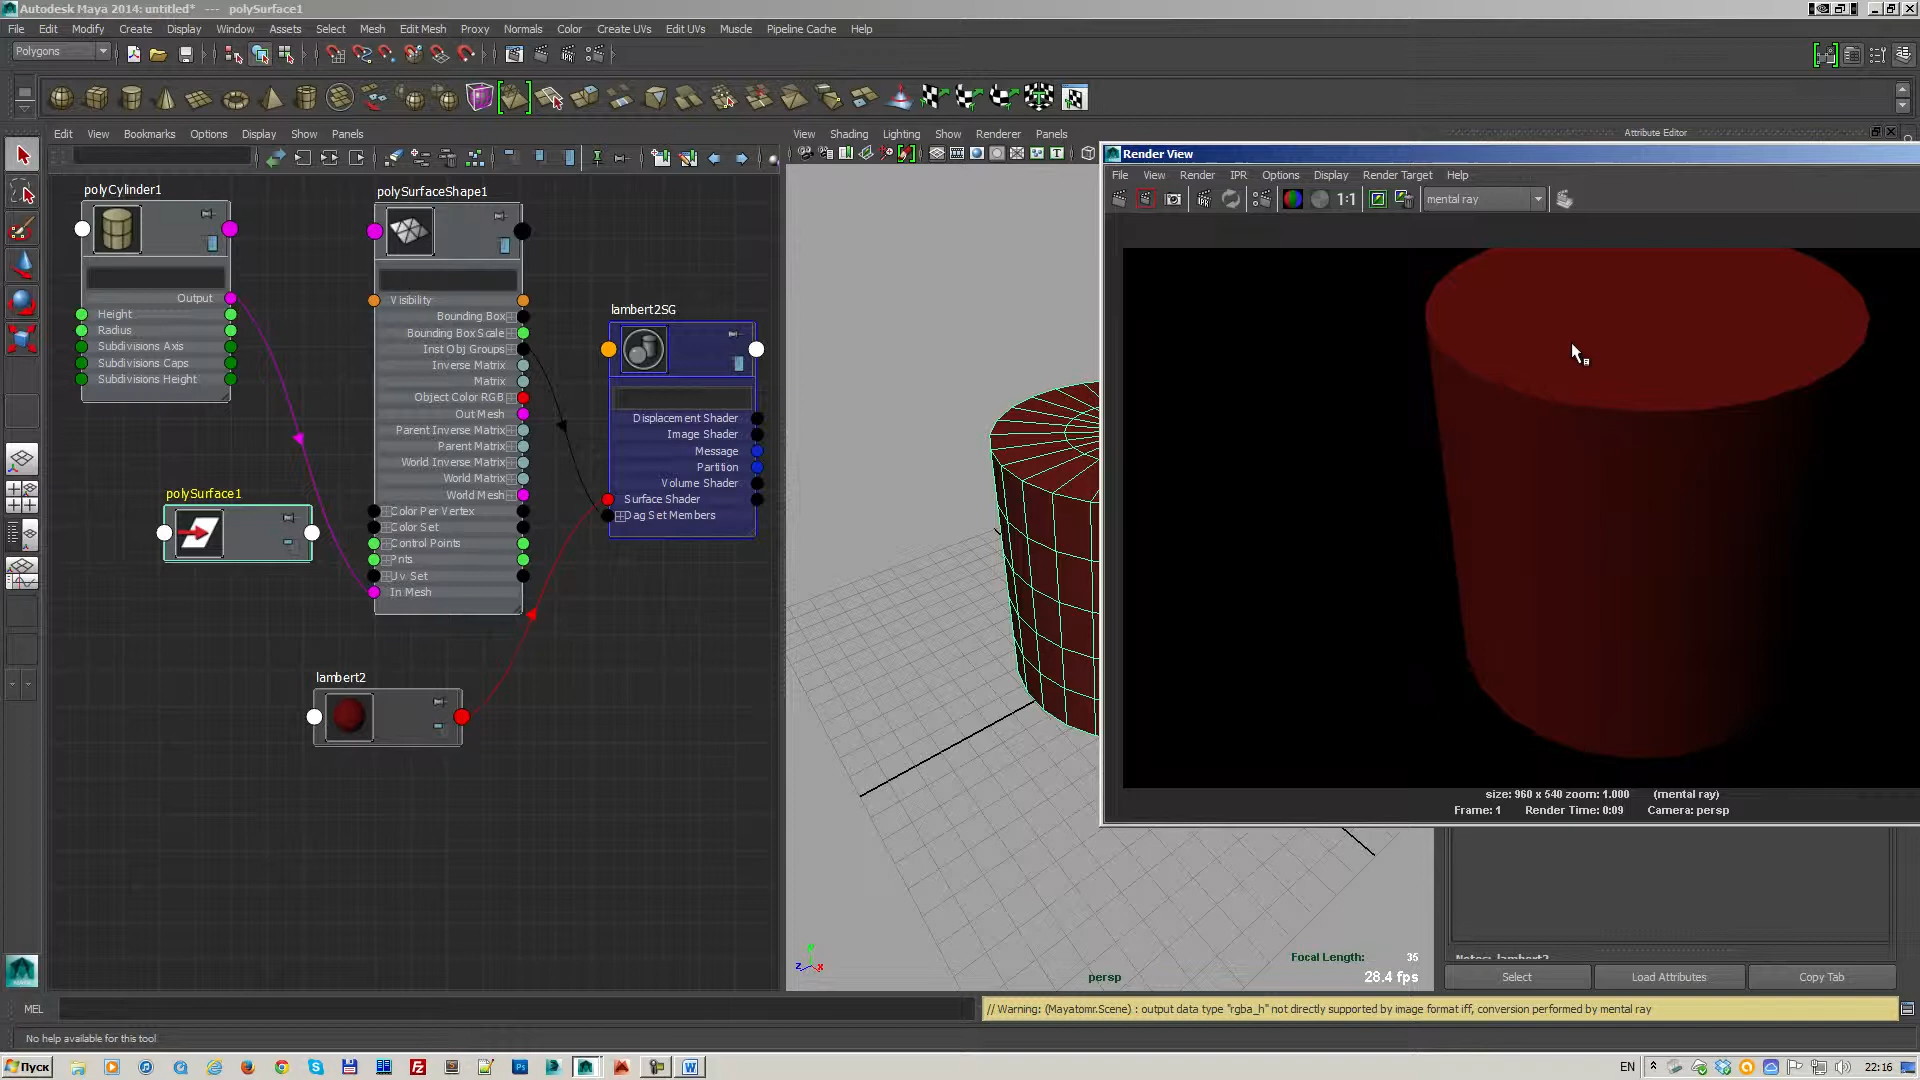 Autodesk Maya 2014: untitled*   ---   polySurface1
File Edit Modify Create Display Window Assets Select Mesh Edit Mesh Proxy Normals Color Create UVs Edit UVs Muscle Pipeline Cache Help
Polygons
Edit View Bookmarks Options Display Show Panels
View Shading Lighting Show Renderer Panels
Attribute Editor
Render View
File View Render IPR Options Display Render Target Help
1:1
mental ray
polyCylinder1
Output
Height
Radius
Subdivisions Axis
Subdivisions Caps
Subdivisions Height
polySurfaceShape1
Visibility
Bounding Box
Bounding Box Scale
Inst Obj Groups
Inverse Matrix
Matrix
Object Color RGB
Out Mesh
Parent Inverse Matrix
Parent Matrix
World Inverse Matrix
World Matrix
World Mesh
Color Per Vertex
Color Set
Control Points
Pnts
Uv Set
In Mesh
lambert2SG
Displacement Shader
Image Shader
Message
Partition
Volume Shader
Surface Shader
Dag Set Members
polySurface1
lambert2
size: 960 x 540 zoom: 1.000 (mental ray)
Frame: 1 Render Time: 0:09 Camera: persp
Focal Length: 35
28.4 fps
persp
y
z x
Notes: lambert2
Select Load Attributes Copy Tab
MEL
// Warning: (Mayatomr.Scene) : output data type "rgba_h" not directly supported by image format iff, conversion performed by mental ray
No help available for this tool
Пуск
EN
22:16